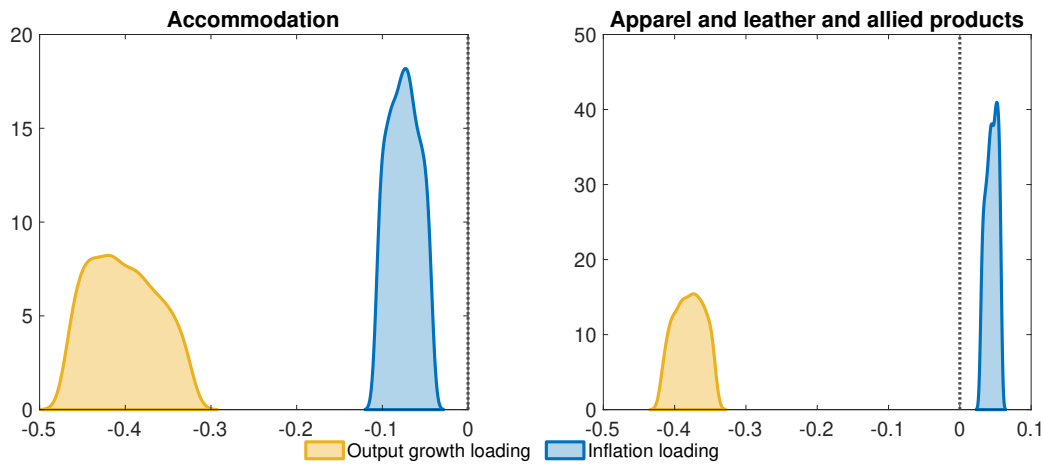 Accommodation
20
15
10
5
0
-0.5 -0.4 -0.3 -0.2 -0.1 0
Apparel and leather and allied products
50
40
30
20
10
0
-0.5 -0.4 -0.3 -0.2 -0.1 0 0.1
Output growth loading Inflation loading